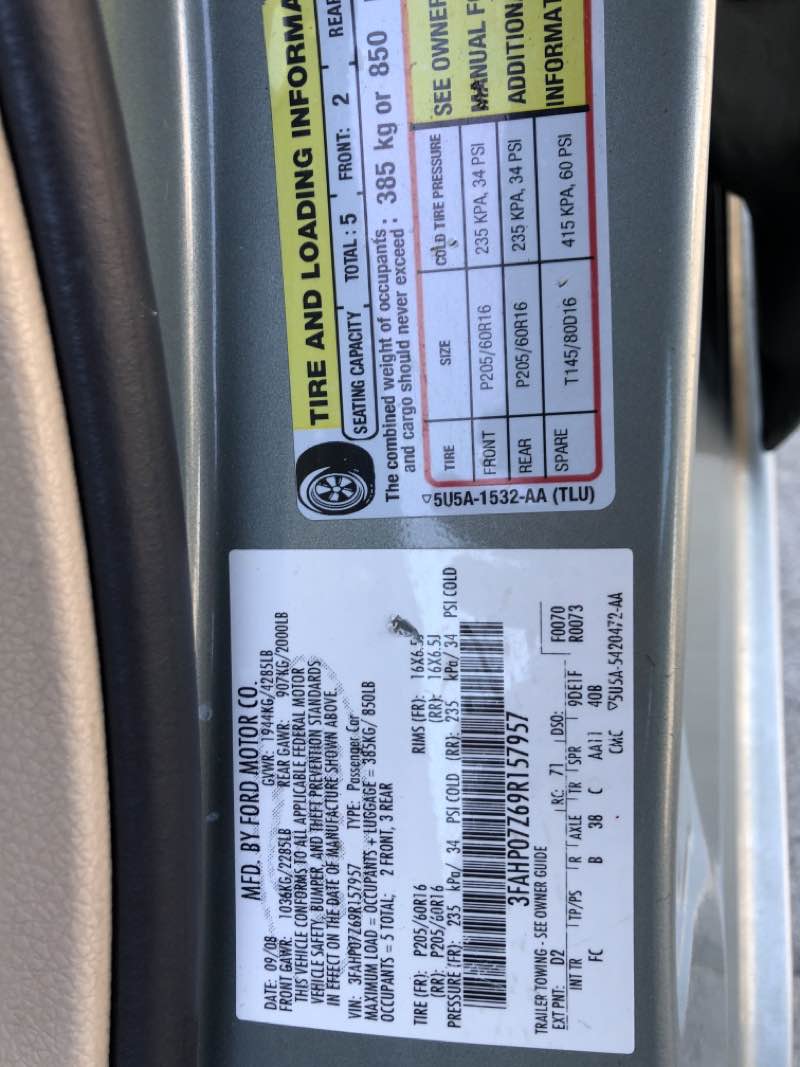 MFD. BY FORD MOTOR CO.
DATE: 09/08 GVWR: 1944KG/4285LB
FRONT GAWR: 1036KG/2285LB REAR GAWR: 907KG/2000LB
THIS VEHICLE CONFORMS TO ALL APPLICABLE FEDERAL MOTOR
VEHICLE SAFETY, BUMPER, AND THEFT PREVENTION STANDARDS
IN EFFECT ON THE DATE OF MANUFACTURE SHOWN ABOVE.
VIN: 3FAHP07Z69R157957 TYPE: Passenger Car
MAXIMUM LOAD = OCCUPANTS + LUGGAGE = 385KG/ 850LB
OCCUPANTS = 5 TOTAL: 2 FRONT, 3 REAR
TIRE (FR): P205/60R16 RIMS (FR): 16X6.5J
(RR): P205/60R16 (RR): 16X6.5J
PRESSURE (FR): 235 kPa/ 34 PSI COLD (RR): 235 kPa/ 34 PSI COLD
3FAHP07Z69R157957
TRAILER TOWING - SEE OWNER GUIDE
EXT PNT: D2 RC: 71 DSO: F0070
INT TR TP/PS R AXLE TR SPR 9DE1F R0073
FC B 38 C AA11 40B
CMC ▽5U5A-5420472-AA
TIRE AND LOADING INFORMA
SEATING CAPACITY TOTAL : 5 FRONT: 2 REAR
The combined weight of occupants
and cargo should never exceed : 385 kg or 850
TIRE SIZE COLD TIRE PRESSURE
FRONT P205/60R16 235 KPA, 34 PSI
REAR P205/60R16 235 KPA, 34 PSI
SPARE T145/80D16 415 KPA, 60 PSI
SEE OWNER
MANUAL FO
ADDITION
INFORMAT
▽5U5A-1532-AA (TLU)